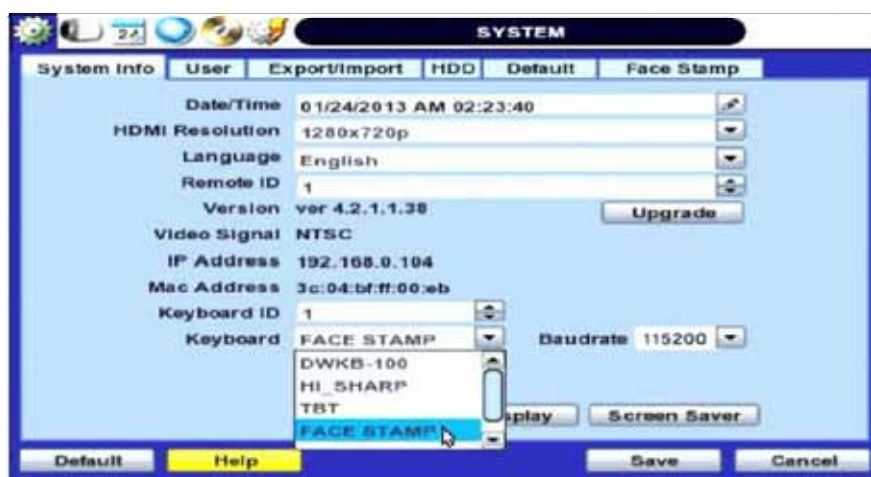 SYSTEM
System Info User Export/Import HDD Default Face Stamp
Date/Time 01/24/2013 AM 02:23:40
HDMI Resolution 1280x720p
Language English
Remote ID 1
Version ver 4.2.1.1.38 Upgrade
Video Signal NTSC
IP Address 192.168.0.104
Mac Address 3c:04:bf:ff:00:eb
Keyboard ID 1
Keyboard FACE STAMP Baudrate 115200
DWKB-100
HI_SHARP
TBT
splay Screen Saver
FACE STAMP
Default Help Save Cancel